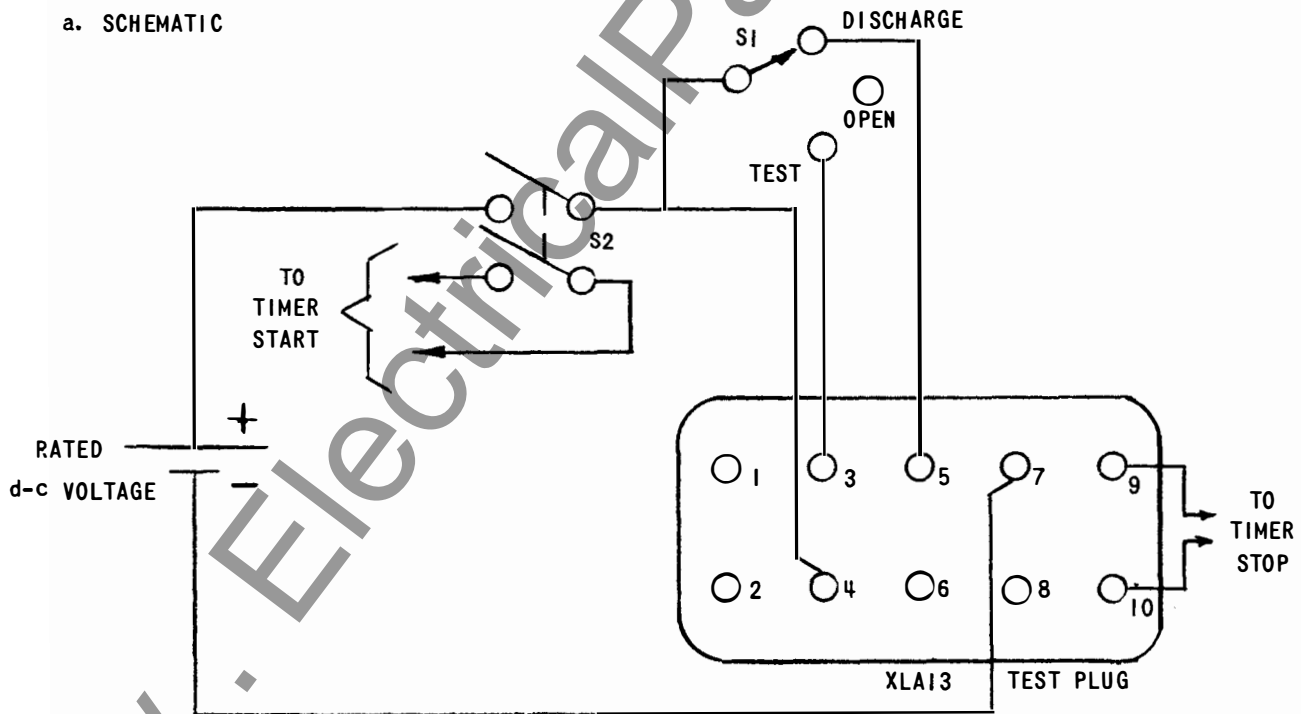 a. SCHEMATIC
DISCHARGE
S1
OPEN
TEST
S2
TO
TIMER
START
+
RATED
d-c VOLTAGE
-
1
3
5
7
9
2
4
6
8
10
TO
TIMER
STOP
XLA13 TEST PLUG
. ElectricalPa